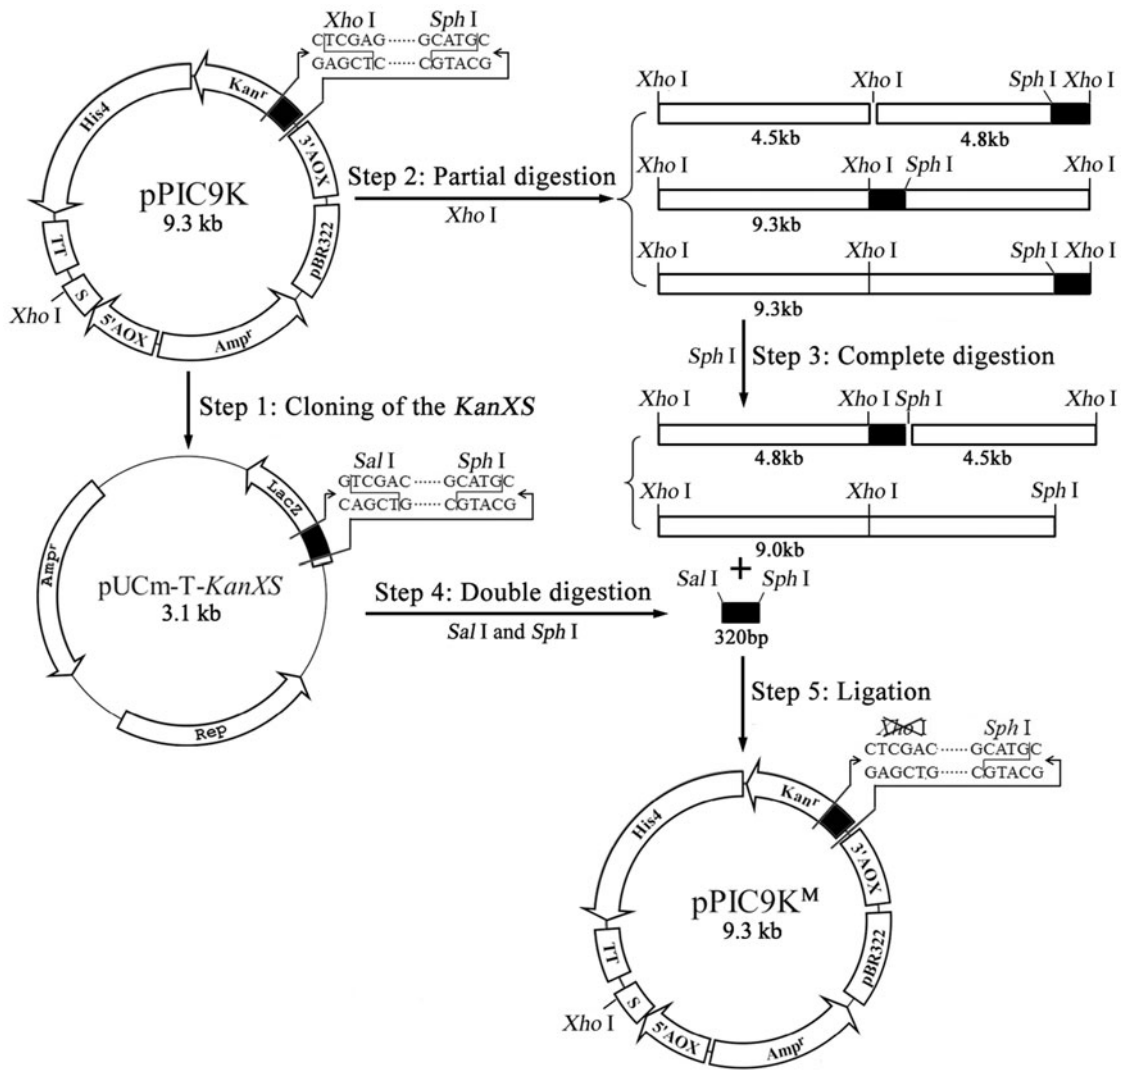 Xho I Sph I
CTCGAG ······ GCATGC
GAGCTC ······ CGTACG
Kanʳ
His4
3'AOX
pPIC9K
9.3 kb
pBR322
TT
S
Xho I
5'AOX
Ampʳ
Step 2: Partial digestion
Xho I
Xho I Xho I Sph I Xho I
4.5kb 4.8kb
Xho I Xho I Sph I Xho I
9.3kb
Xho I Xho I Sph I Xho I
9.3kb
Sph I Step 3: Complete digestion
Step 1: Cloning of the KanXS
Xho I Xho I Sph I Xho I
4.8kb 4.5kb
Xho I Xho I Sph I
9.0kb
+
Sal I Sph I
320bp
Sal I Sph I
GTCGAC ······ GCATGC
CAGCTG ······ CGTACG
LacZ
Ampʳ
pUCm-T-KanXS
3.1 kb
Rep
Step 4: Double digestion
Sal I and Sph I
Step 5: Ligation
Xho I Sph I
CTCGAC ······ GCATGC
GAGCTG ······ CGTACG
Kanʳ
His4
3'AOX
pPIC9Kᴹ
9.3 kb
pBR322
TT
S
Xho I
5'AOX
Ampʳ